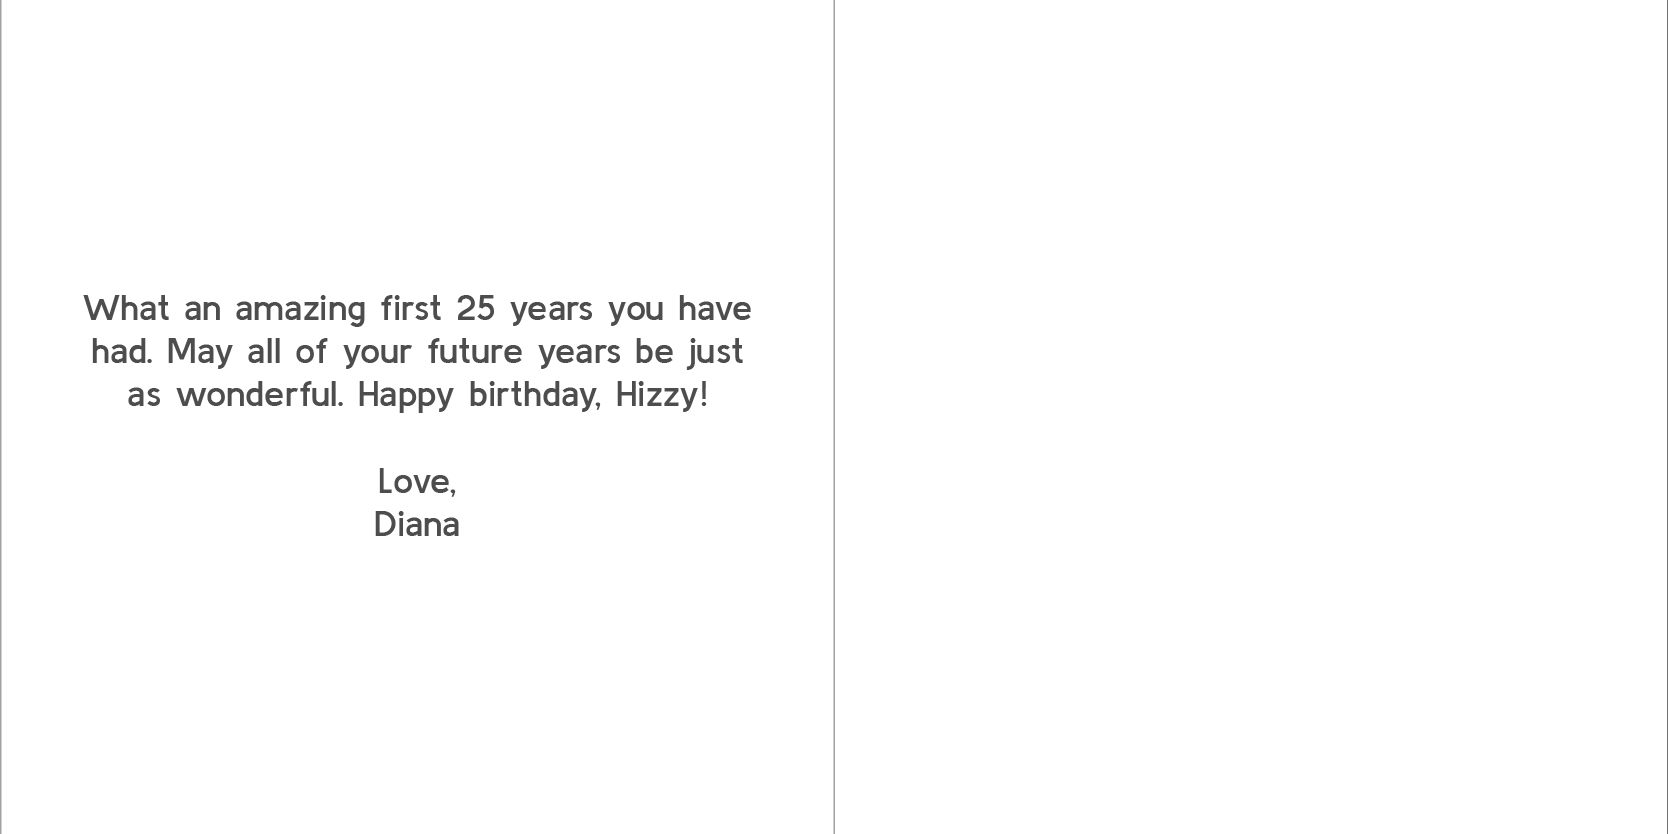 What an amazing first 25 years you have
had. May all of your future years be just
as wonderful. Happy birthday, Hizzy!
Love,
Diana